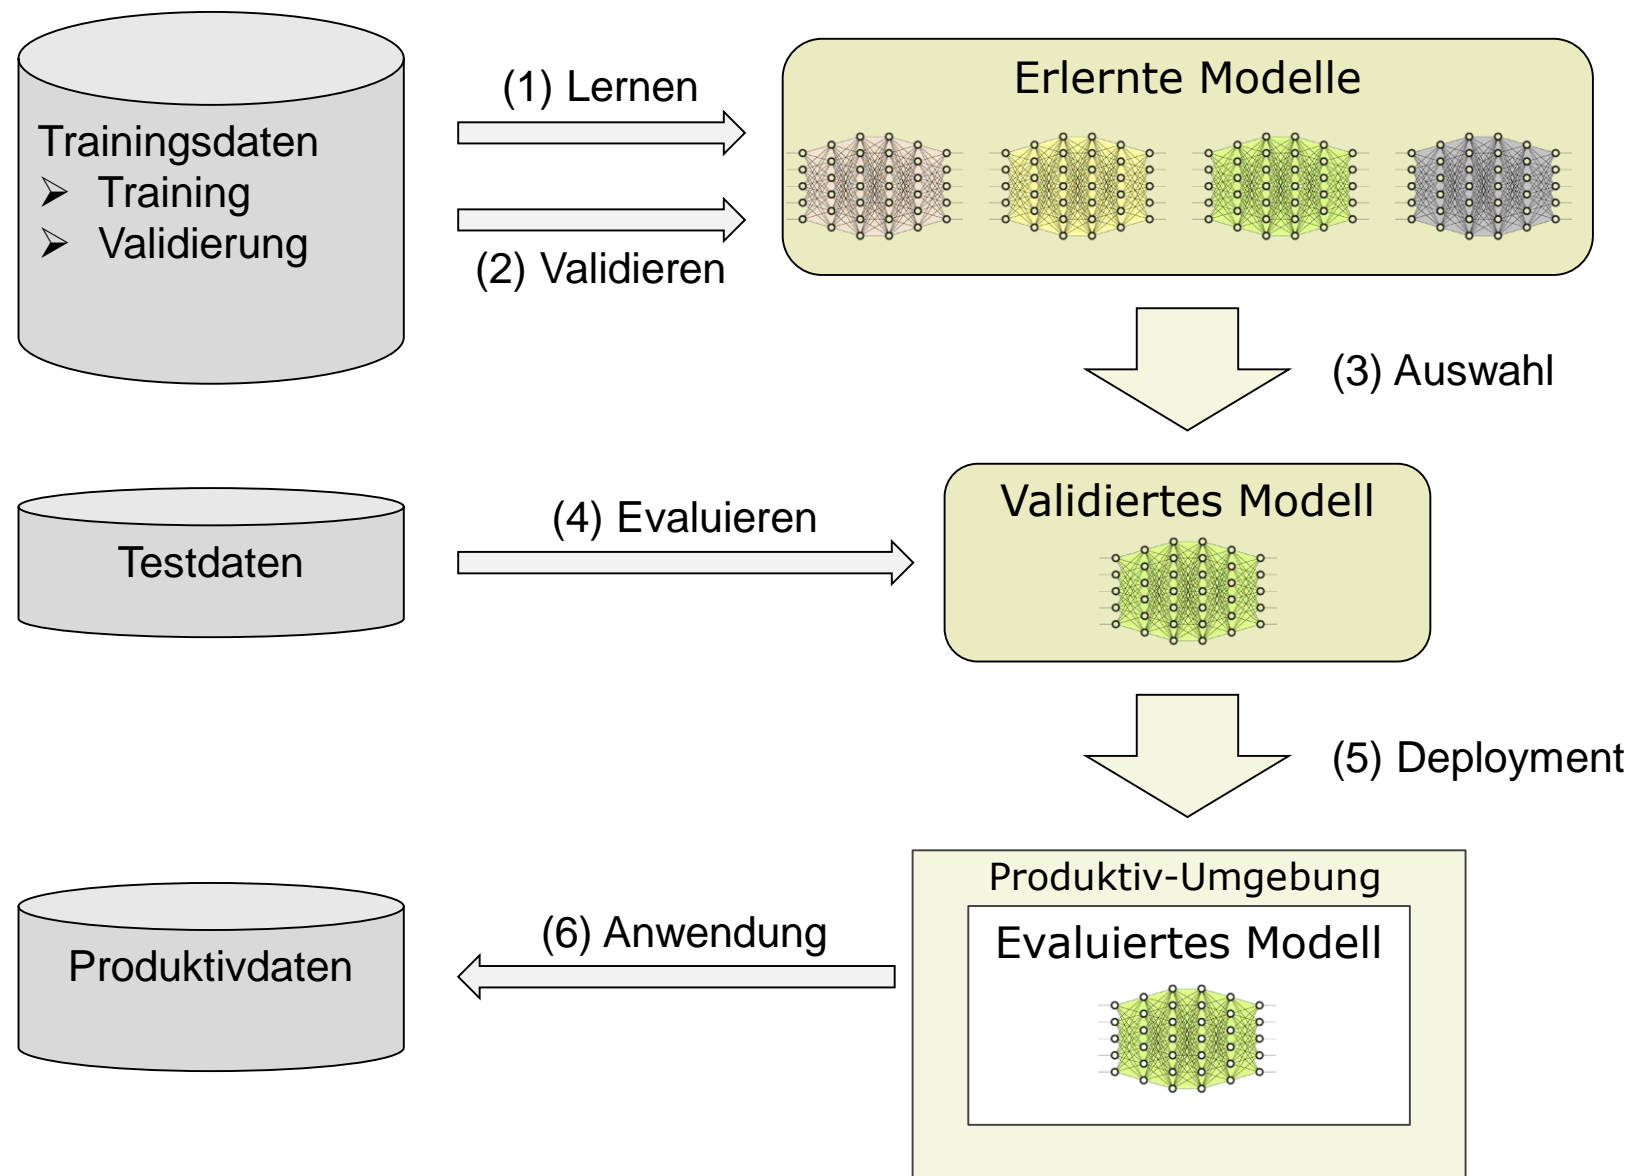 Trainingsdaten
➢ Training
➢ Validierung
(1) Lernen
(2) Validieren
Erlernte Modelle
(3) Auswahl
Testdaten
(4) Evaluieren
Validiertes Modell
(5) Deployment
Produktivdaten
(6) Anwendung
Produktiv-Umgebung
Evaluiertes Modell